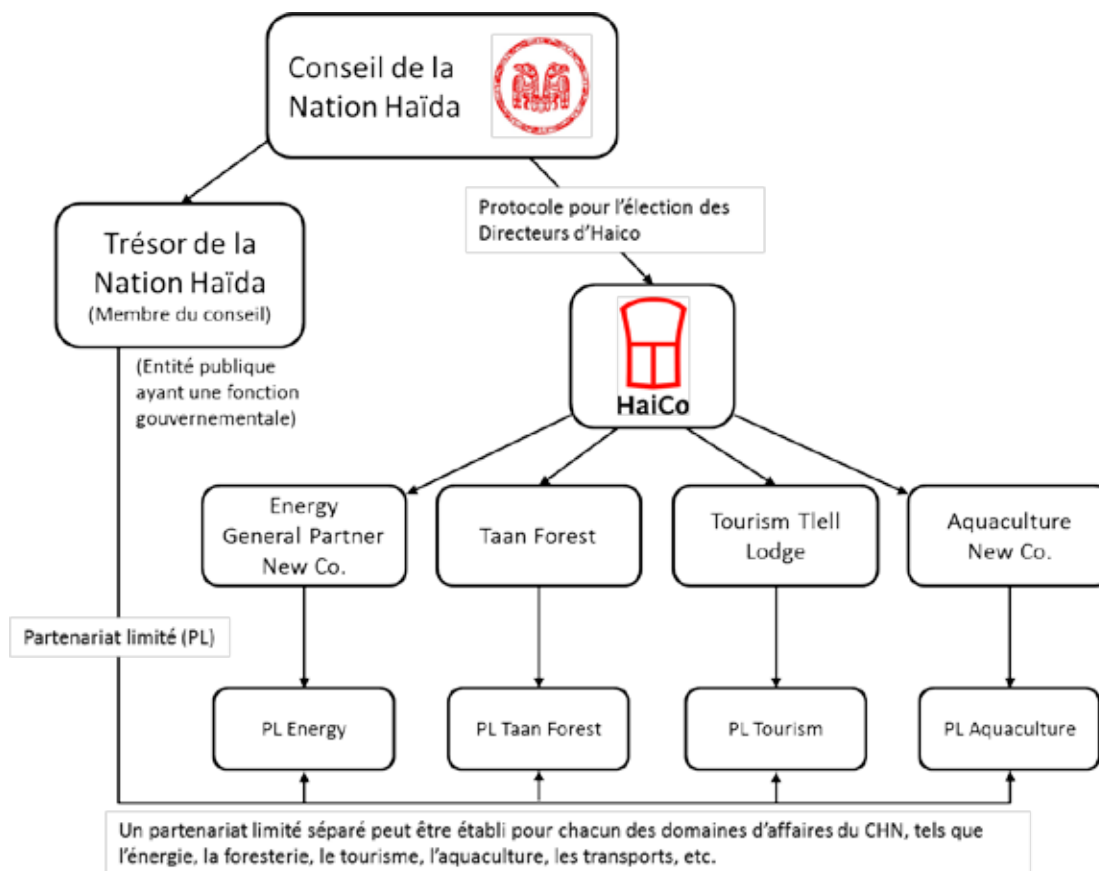 Conseil de la
Nation Haïda
Protocole pour l'élection des
Directeurs d'Haico
Trésor de la
Nation Haïda
(Membre du conseil)
(Entité publique
ayant une fonction
gouvernementale)
HaiCo
Energy
General Partner
New Co.
Taan Forest
Tourism Tlell
Lodge
Aquaculture
New Co.
Partenariat limité (PL)
PL Energy
PL Taan Forest
PL Tourism
PL Aquaculture
Un partenariat limité séparé peut être établi pour chacun des domaines d'affaires du CHN, tels que
l'énergie, la foresterie, le tourisme, l'aquaculture, les transports, etc.